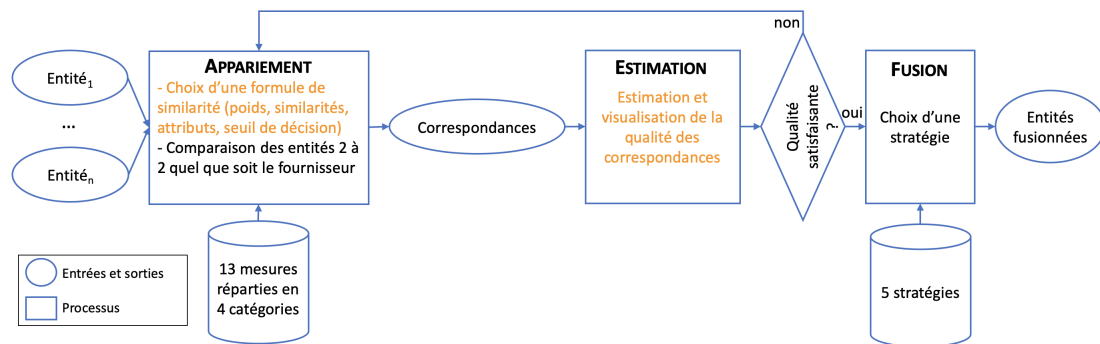 non
Entité1
...
Entitén
APPARIEMENT
- Choix d'une formule de
similarité (poids, similarités,
attributs, seuil de décision)
- Comparaison des entités 2 à
2 quel que soit le fournisseur
Correspondances
ESTIMATION
Estimation et
visualisation de la
qualité des
correspondances
Qualité
satisfaisante
?
oui
FUSION
Choix d'une
stratégie
Entités
fusionnées
13 mesures
réparties en
4 catégories
5 stratégies
Entrées et sorties
Processus